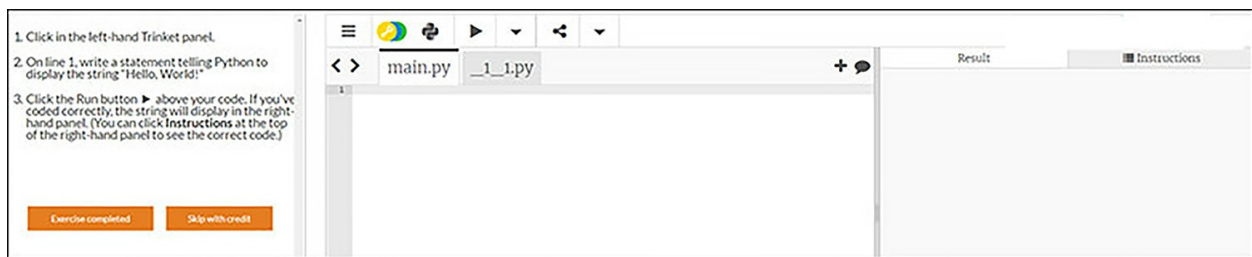 1. Click in the left-hand Trinket panel.
2. On line 1, write a statement telling Python to
display the string "Hello, World!"
3. Click the Run button ► above your code. If you've
coded correctly, the string will display in the right-
hand panel. (You can click Instructions at the top
of the right-hand panel to see the correct code.)
Exercise completed
Skip with credit
main.py
__1__1.py
1
Result
Instructions